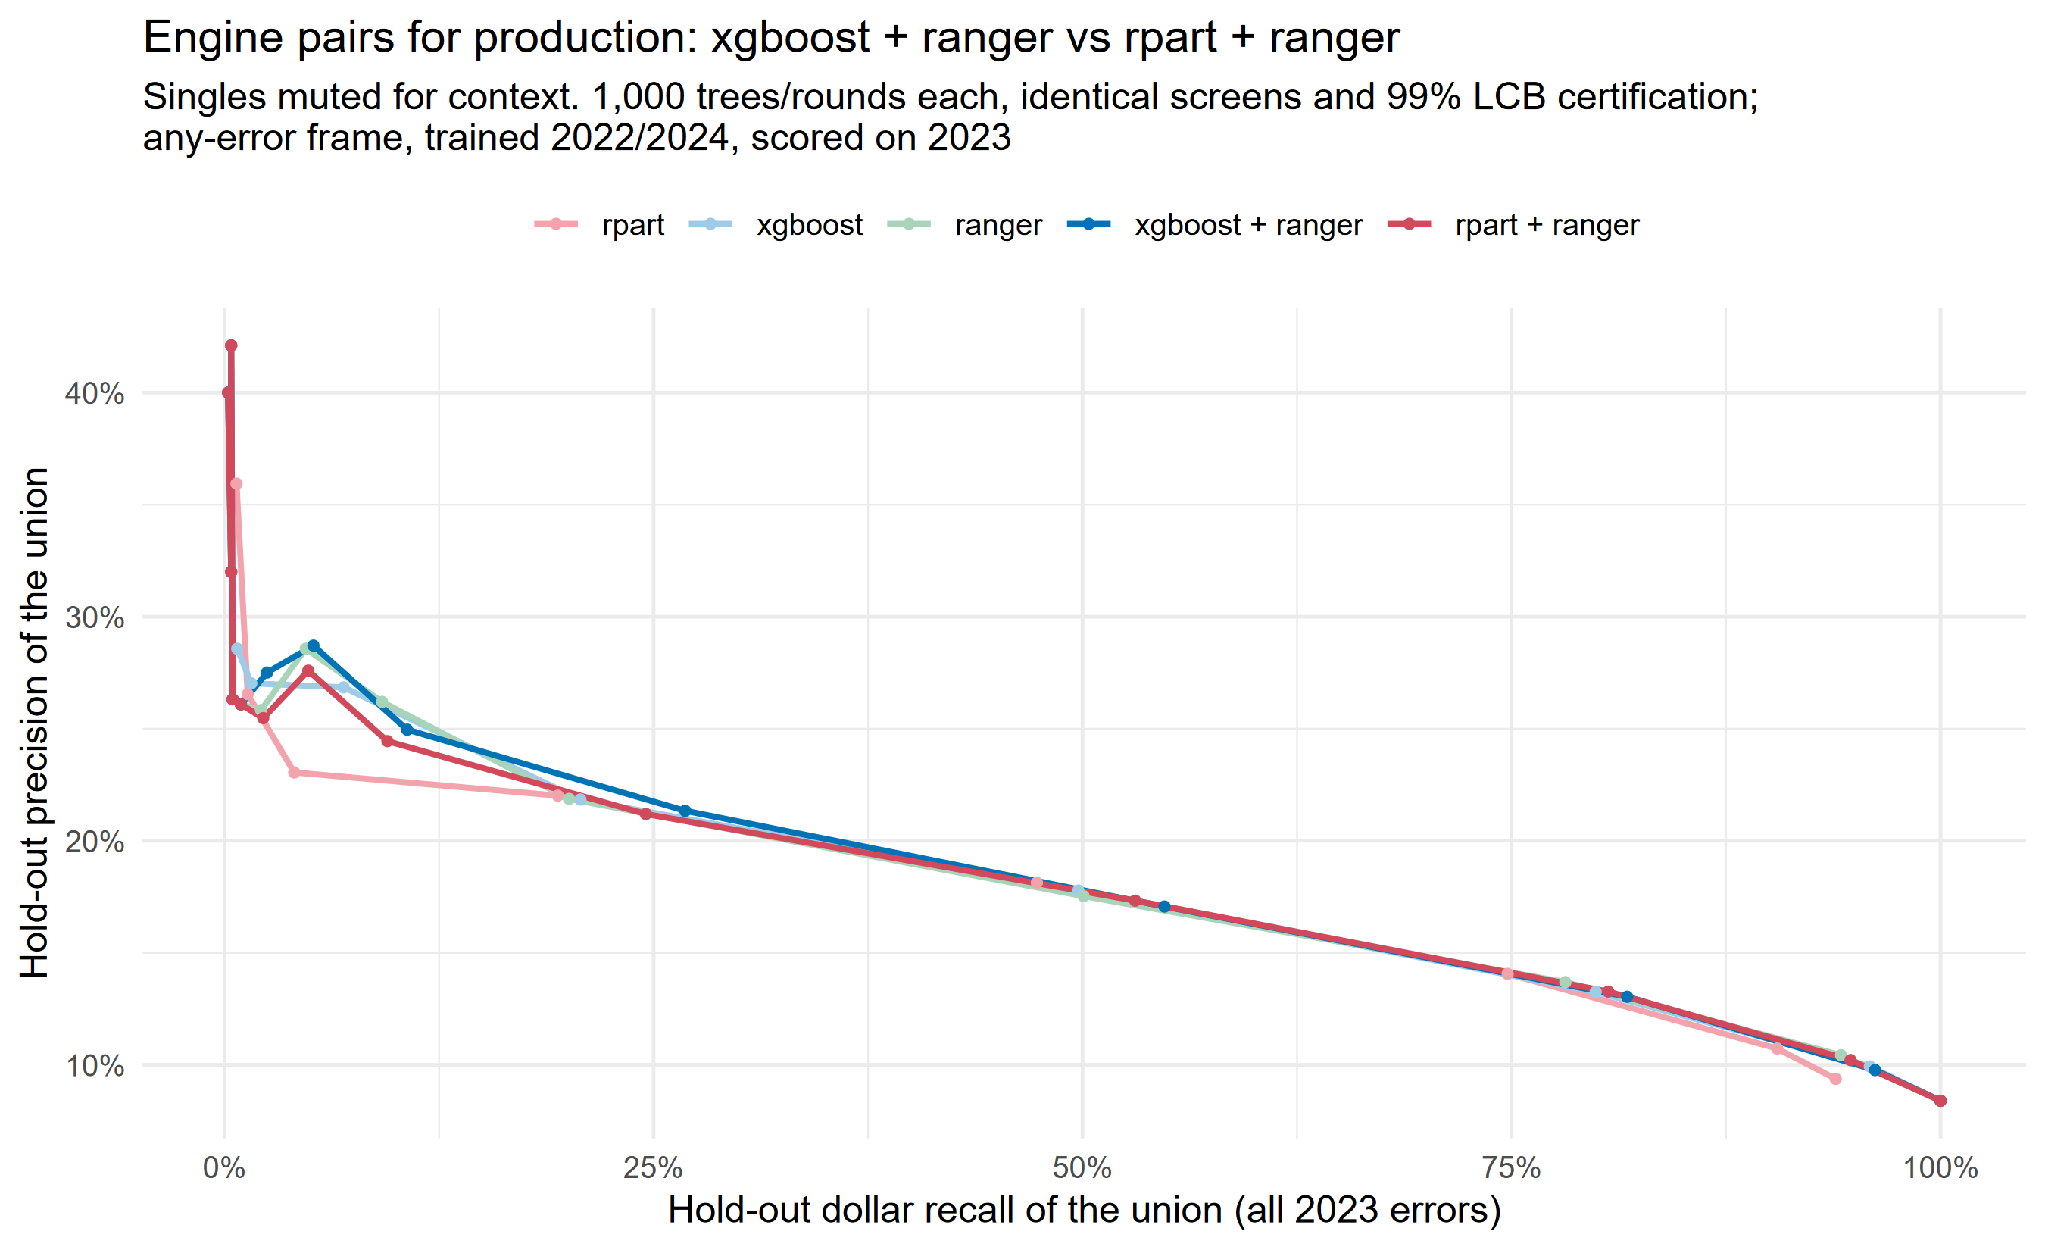 Engine pairs for production: xgboost + ranger vs rpart + ranger
Singles muted for context. 1,000 trees/rounds each, identical screens and 99% LCB certification;
any-error frame, trained 2022/2024, scored on 2023
rpart xgboost ranger xgboost + ranger rpart + ranger
Hold-out precision of the union
40%
30%
20%
10%
0% 25% 50% 75% 100%
Hold-out dollar recall of the union (all 2023 errors)